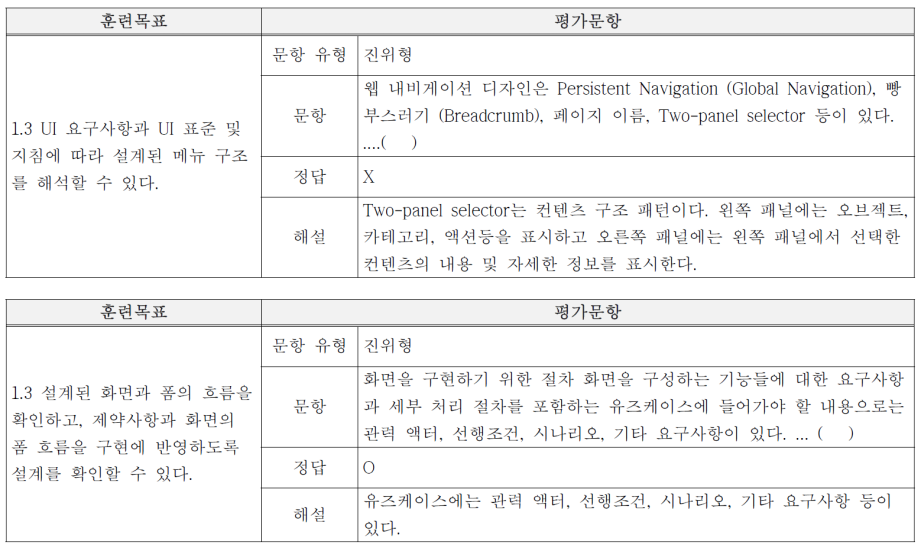 훈련목표 평가문항
1.3 UI 요구사항과 UI 표준 및
지침에 따라 설계된 메뉴 구조
를 해석할 수 있다.
문항 유형 진위형
문항
웹 내비게이션 디자인은 Persistent Navigation (Global Navigation), 빵
부스러기 (Breadcrumb), 페이지 이름, Two-panel selector 등이 있다.
....( )
정답 X
해설
Two-panel selector는 컨텐츠 구조 패턴이다. 왼쪽 패널에는 오브젝트,
카테고리, 액션등을 표시하고 오른쪽 패널에는 왼쪽 패널에서 선택한
컨텐츠의 내용 및 자세한 정보를 표시한다.
훈련목표 평가문항
1.3 설계된 화면과 폼의 흐름을
확인하고, 제약사항과 화면의
폼 흐름을 구현에 반영하도록
설계를 확인할 수 있다.
문항 유형 진위형
문항
화면을 구현하기 위한 절차 화면을 구성하는 기능들에 대한 요구사항
과 세부 처리 절차를 포함하는 유즈케이스에 들어가야 할 내용으로는
관력 액터, 선행조건, 시나리오, 기타 요구사항이 있다. ... ( )
정답 O
해설
유즈케이스에는 관력 액터, 선행조건, 시나리오, 기타 요구사항 등이
있다.